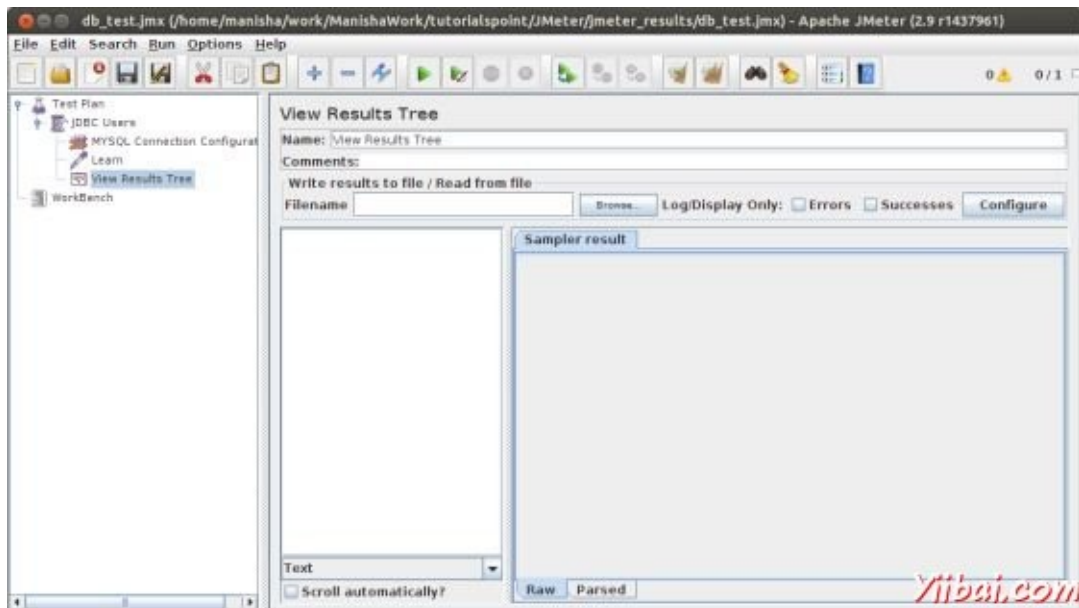 db_test.jmx (/home/manisha/work/ManishaWork/tutorialspoint/JMeter/jmeter_results/db_test.jmx) - Apache JMeter (2.9 r1437961)
File Edit Search Run Options Help
0 0/1
Test Plan
JDBC Users
MYSQL Connection Configurat
Learn
View Results Tree
WorkBench
View Results Tree
Name: View Results Tree
Comments:
Write results to file / Read from file
Filename Browse... Log/Display Only: Errors Successes Configure
Sampler result
Text
Scroll automatically?
Raw Parsed
Yiibai.com